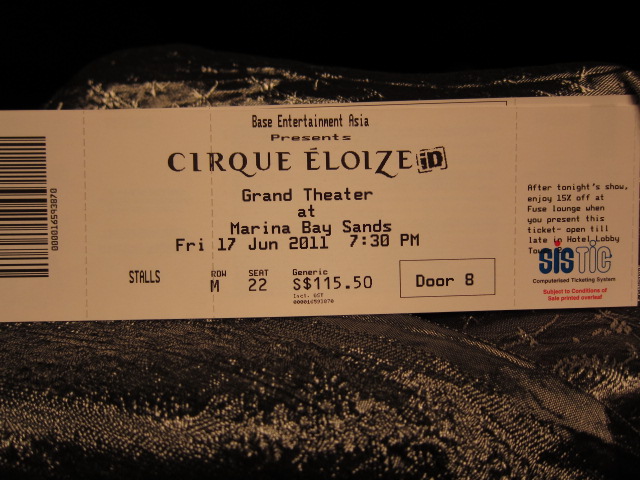 Base Entertainment Asia
Presents
CIRQUE ÉLOIZE iD
Grand Theater
at
Marina Bay Sands
Fri 17 Jun 2011 7:30 PM
STALLS
ROW
M
SEAT
22
Generic
S$115.50
Incl. GST
000016593870
Door 8
000016593870
After tonight's show,
enjoy 15% off at
Fuse lounge when
you present this
ticket- open till
late in Hotel Lobby
SISTIC
Computerised Ticketing System
Subject to Conditions of
Sale printed overleaf